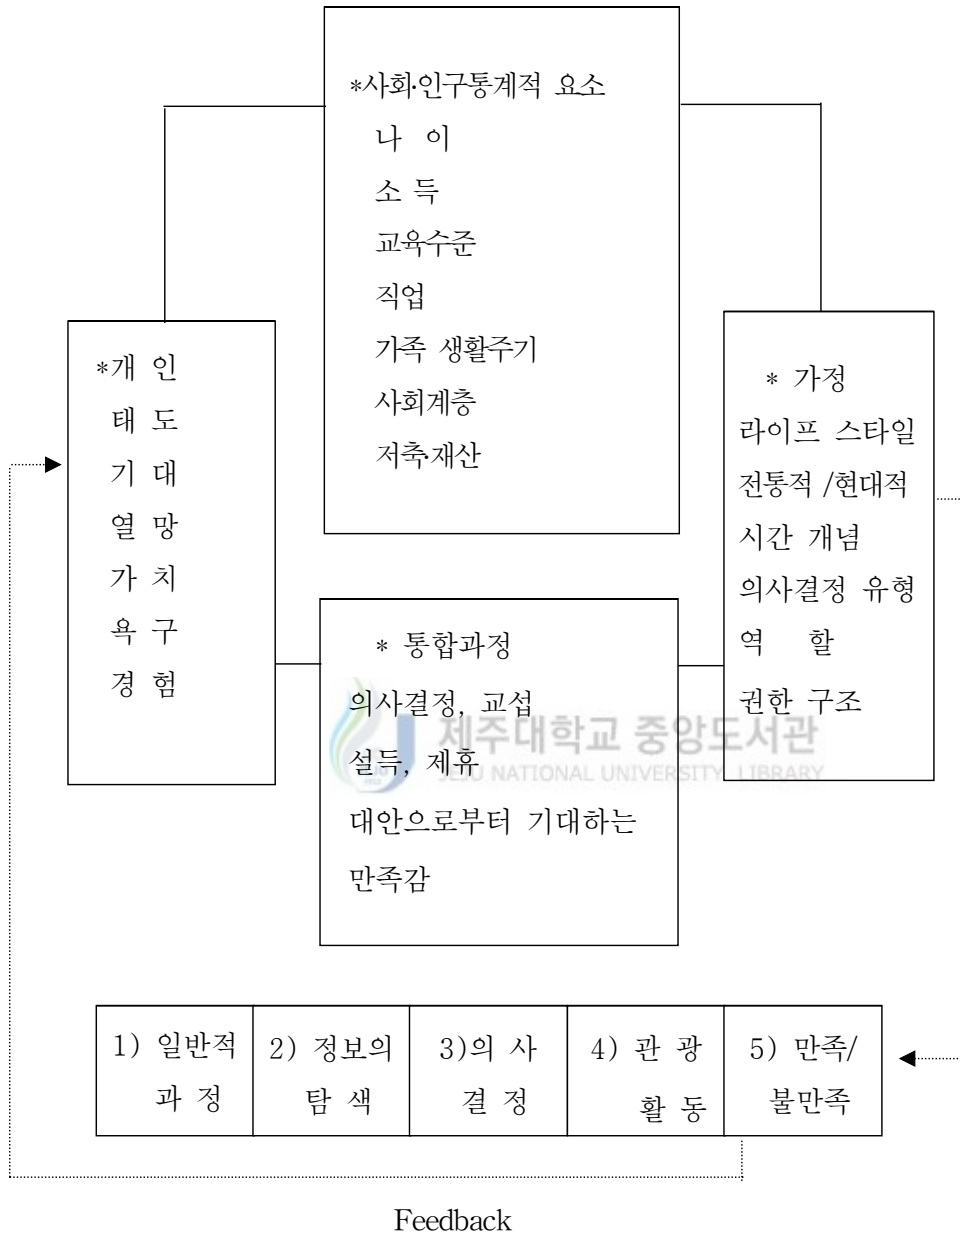 *사회·인구통계적 요소
나 이
소 득
교육수준
직업
가족 생활주기
사회계층
저축·재산
*개 인
태 도
기 대
열 망
가 치
욕 구
경 험
* 가정
라이프 스타일
전통적 /현대적
시간 개념
의사결정 유형
역 할
권한 구조
* 통합과정
의사결정, 교섭
설득, 제휴
대안으로부터 기대하는
만족감
제주대학교 중앙도서관
JEJU NATIONAL UNIVERSITY LIBRARY
1) 일반적
과 정
2) 정보의
탐 색
3)의 사
결 정
4) 관 광
활 동
5) 만족/
불만족
Feedback